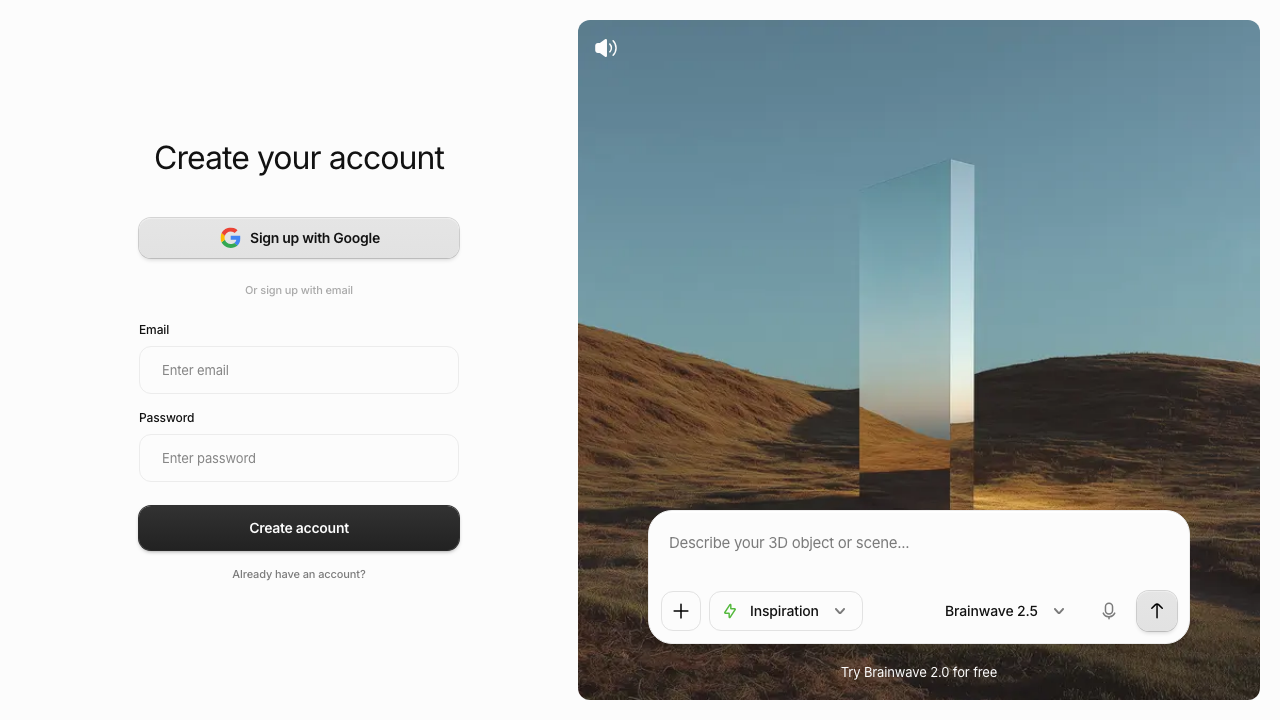 Create your account
Sign up with Google
Or sign up with email
Email
Enter email
Password
Enter password
Create account
Already have an account?
Describe your 3D object or scene...
Inspiration
Brainwave 2.5
Try Brainwave 2.0 for free